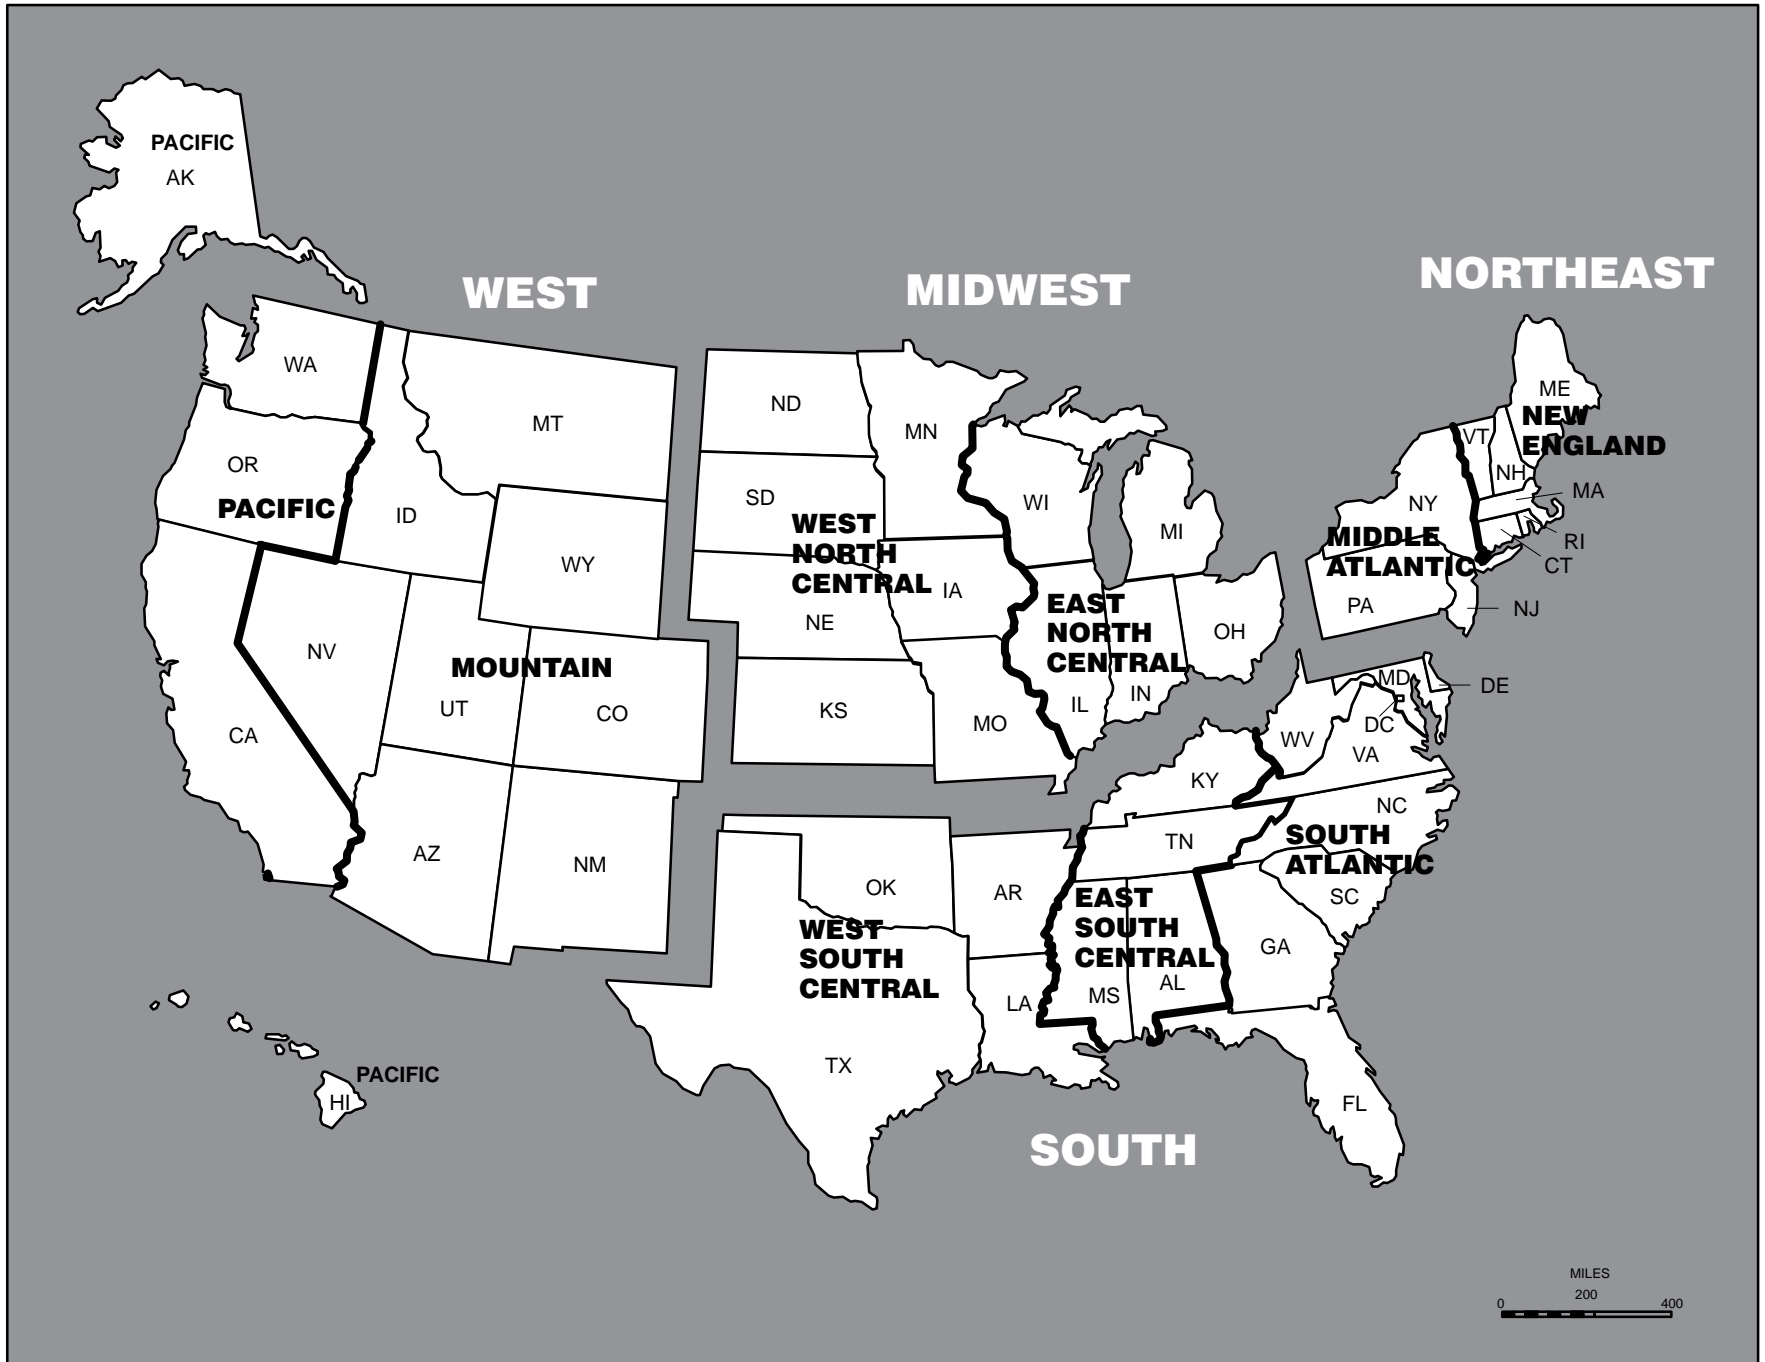 PACIFIC
AK
WEST
MIDWEST
NORTHEAST
WA
MT
OR
PACIFIC
ID
WY
NV
MOUNTAIN
UT
CO
CA
AZ
NM
HI
PACIFIC
ND
MN
SD
WEST
NORTH
CENTRAL
IA
NE
KS
MO
WI
MI
EAST
NORTH
CENTRAL
OH
IL
IN
ME
NEW
ENGLAND
VT
NH
MA
RI
CT
NY
MIDDLE
ATLANTIC
PA
NJ
MD
DE
DC
WV
VA
KY
NC
TN
SOUTH
ATLANTIC
SC
GA
FL
EAST
SOUTH
CENTRAL
MS
AL
OK
AR
WEST
SOUTH
CENTRAL
LA
TX
SOUTH
MILES
0 200 400